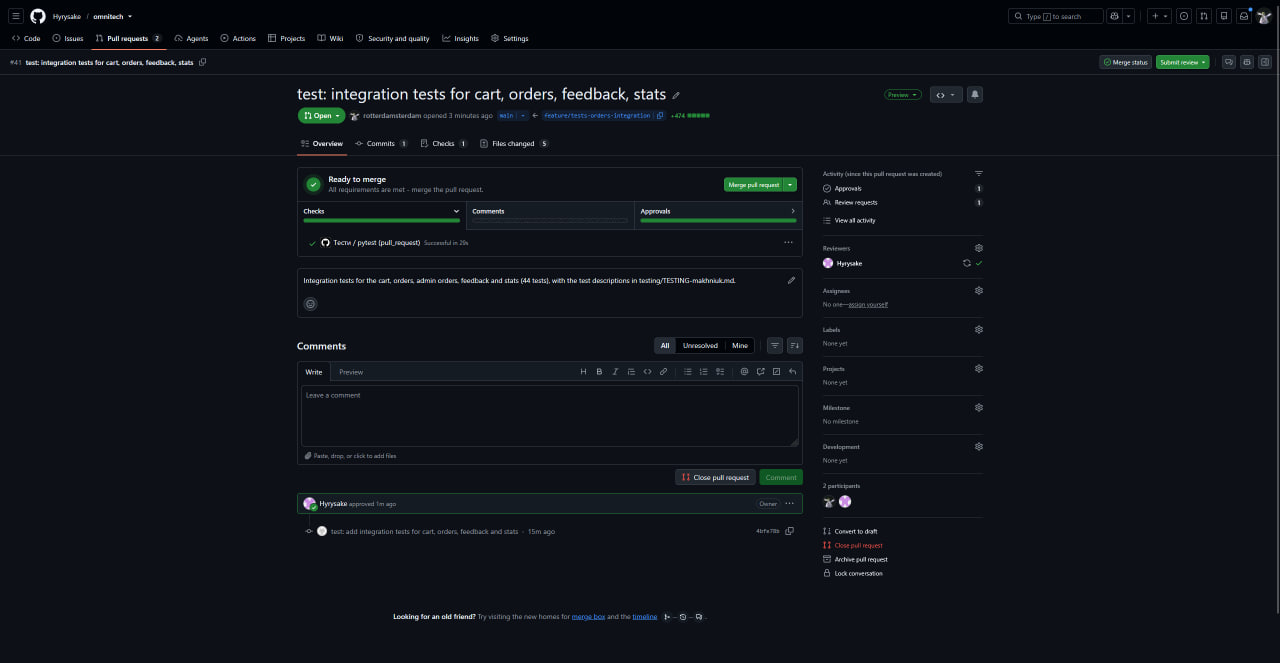 Hyrysake / omnitech
Type / to search
Code
Issues
Pull requests 2
Agents
Actions
Projects
Wiki
Security and quality
Insights
Settings
#41 test: integration tests for cart, orders, feedback, stats
Merge status
Submit review
test: integration tests for cart, orders, feedback, stats
Preview
Open
rotterdamsterdam opened 3 minutes ago
main
feature/tests-orders-integration
+474
Overview
Commits 1
Checks 1
Files changed 5
Ready to merge
All requirements are met - merge the pull request.
Merge pull request
Checks
Comments
Approvals
Тести / pytest (pull_request) Successful in 29s
Integration tests for the cart, orders, admin orders, feedback and stats (44 tests), with the test descriptions in testing/TESTING-makhniuk.md.
Comments
All
Unresolved
Mine
Write
Preview
Leave a comment
Paste, drop, or click to add files
Close pull request
Comment
Hyrysake approved 1m ago
Owner
test: add integration tests for cart, orders, feedback and stats · 15m ago
4bfe78b
Looking for an old friend? Try visiting the new homes for merge box and the timeline
Activity (since this pull request was created)
Approvals 1
Review requests 1
View all activity
Reviewers
Hyrysake
Assignees
No one—assign yourself
Labels
None yet
Projects
None yet
Milestone
No milestone
Development
None yet
2 participants
Convert to draft
Close pull request
Archive pull request
Lock conversation